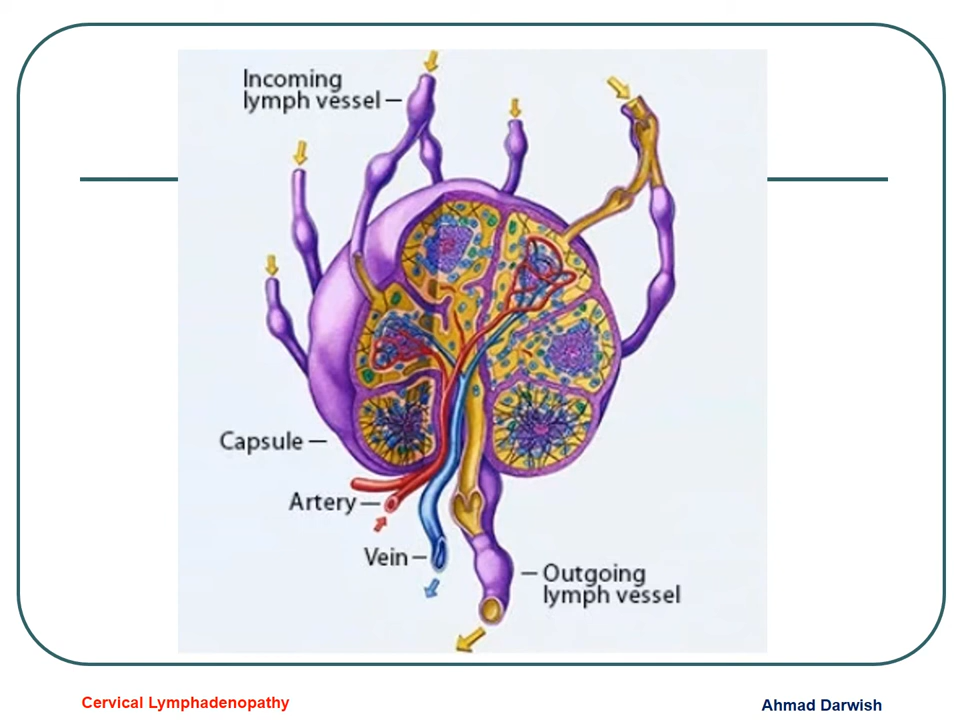 Incoming
lymph vessel
Capsule
Artery
Vein
Outgoing
lymph vessel
Cervical Lymphadenopathy
Ahmad Darwish